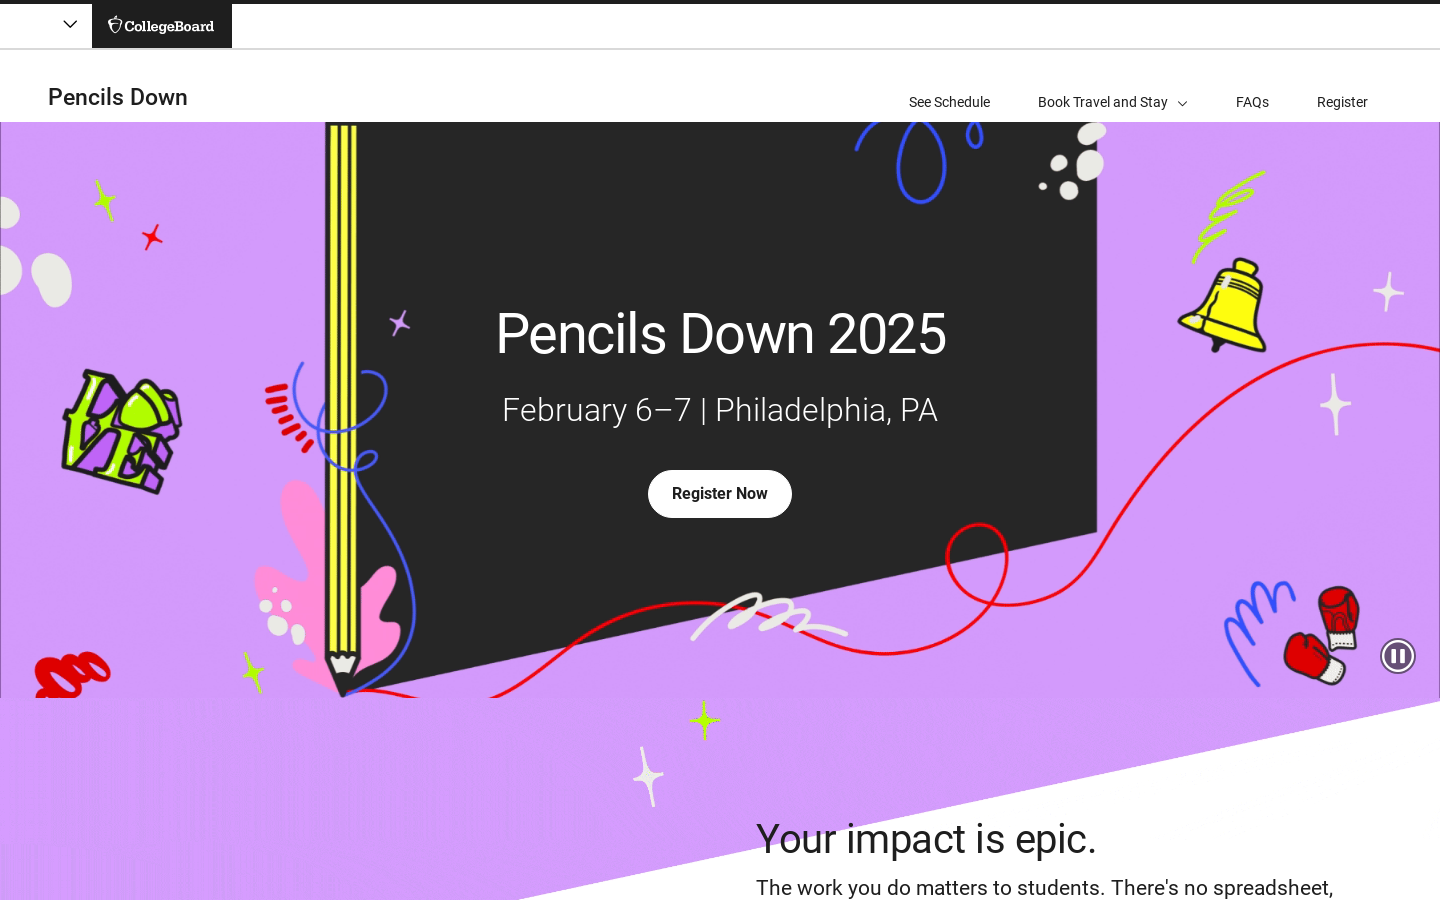 CollegeBoard
Pencils Down
See Schedule
Book Travel and Stay
FAQs
Register
LOVE
Pencils Down 2025
February 6–7 | Philadelphia, PA
Register Now
Your impact is epic.
The work you do matters to students. There's no spreadsheet,